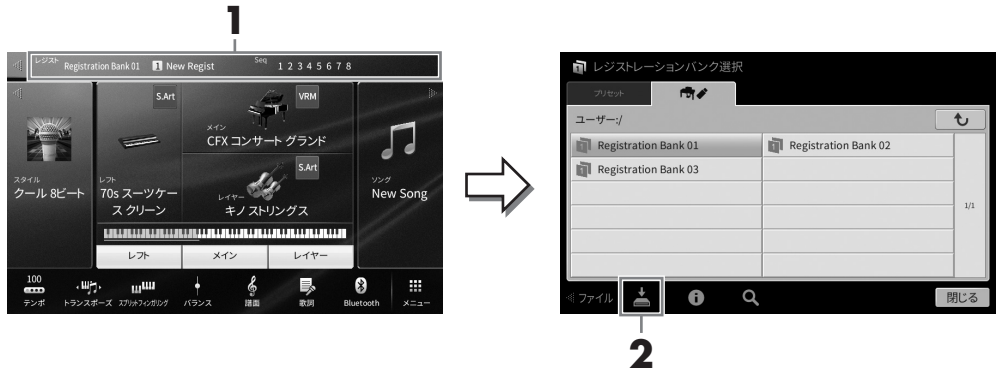 1
レジスト Registration Bank 01 1 New Regist Seq 1 2 3 4 5 6 7 8
S.Art
VRM
メイン
CFX コンサート グランド
スタイル
クール 8ビート
レフト
70s スーツケー
ス クリーン
S.Art
レイヤー
キノ ストリングス
ソング
New Song
レフト メイン レイヤー
100
テンポ トランスポーズ スプリットフィンガリング バランス 譜面 歌詞 Bluetooth メニュー
レジストレーションバンク選択
プリセット
ユーザー:/
Registration Bank 01 Registration Bank 02
Registration Bank 03
1/1
ファイル 閉じる
2